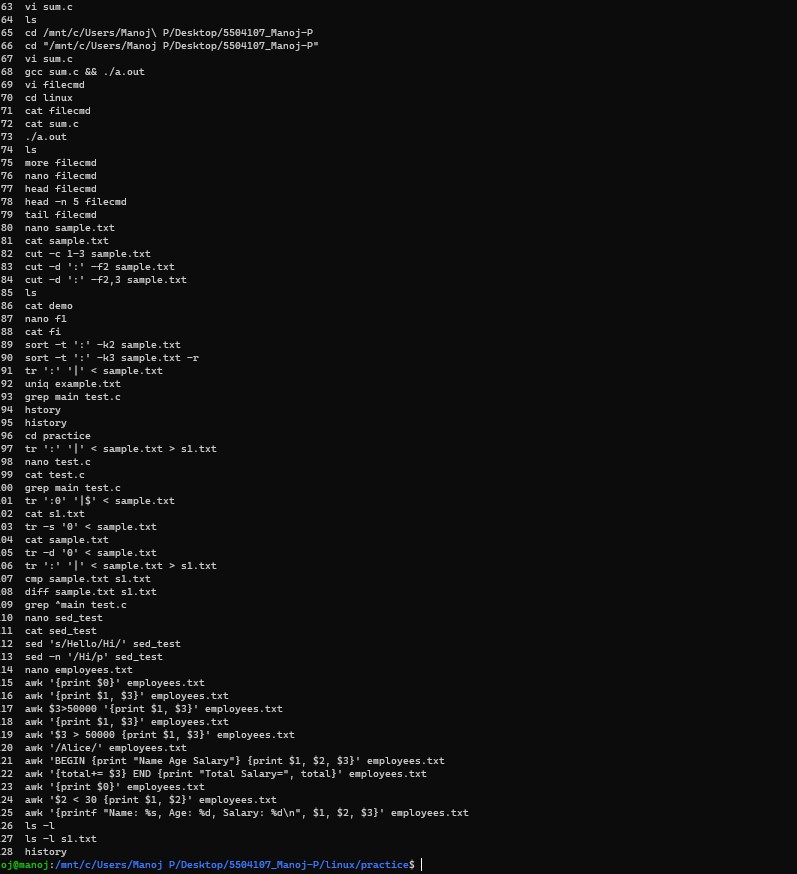 63 vi sum.c
64 ls
65 cd /mnt/c/Users/Manoj\ P/Desktop/5504107_Manoj-P
66 cd "/mnt/c/Users/Manoj P/Desktop/5504107_Manoj-P"
67 vi sum.c
68 gcc sum.c && ./a.out
69 vi filecmd
70 cd linux
71 cat filecmd
72 cat sum.c
73 ./a.out
74 ls
75 more filecmd
76 nano filecmd
77 head filecmd
78 head -n 5 filecmd
79 tail filecmd
80 nano sample.txt
81 cat sample.txt
82 cut -c 1-3 sample.txt
83 cut -d ':' -f2 sample.txt
84 cut -d ':' -f2,3 sample.txt
85 ls
86 cat demo
87 nano f1
88 cat fi
89 sort -t ':' -k2 sample.txt
90 sort -t ':' -k3 sample.txt -r
91 tr ':' '|' < sample.txt
92 uniq example.txt
93 grep main test.c
94 hstory
95 history
96 cd practice
97 tr ':' '|' < sample.txt > s1.txt
98 nano test.c
99 cat test.c
00 grep main test.c
01 tr ':0' '|$' < sample.txt
02 cat s1.txt
03 tr -s '0' < sample.txt
04 cat sample.txt
05 tr -d '0' < sample.txt
06 tr ':' '|' < sample.txt > s1.txt
07 cmp sample.txt s1.txt
08 diff sample.txt s1.txt
09 grep ^main test.c
10 nano sed_test
11 cat sed_test
12 sed 's/Hello/Hi/' sed_test
13 sed -n '/Hi/p' sed_test
14 nano employees.txt
15 awk '{print $0}' employees.txt
16 awk '{print $1, $3}' employees.txt
17 awk $3>50000 '{print $1, $3}' employees.txt
18 awk '{print $1, $3}' employees.txt
19 awk '$3 > 50000 {print $1, $3}' employees.txt
20 awk '/Alice/' employees.txt
21 awk 'BEGIN {print "Name Age Salary"} {print $1, $2, $3}' employees.txt
22 awk '{total+= $3} END {print "Total Salary=", total}' employees.txt
23 awk '{print $0}' employees.txt
24 awk '$2 < 30 {print $1, $2}' employees.txt
25 awk '{printf "Name: %s, Age: %d, Salary: %d\n", $1, $2, $3}' employees.txt
26 ls -l
27 ls -l s1.txt
28 history
oj@manoj:/mnt/c/Users/Manoj P/Desktop/5504107_Manoj-P/linux/practice$